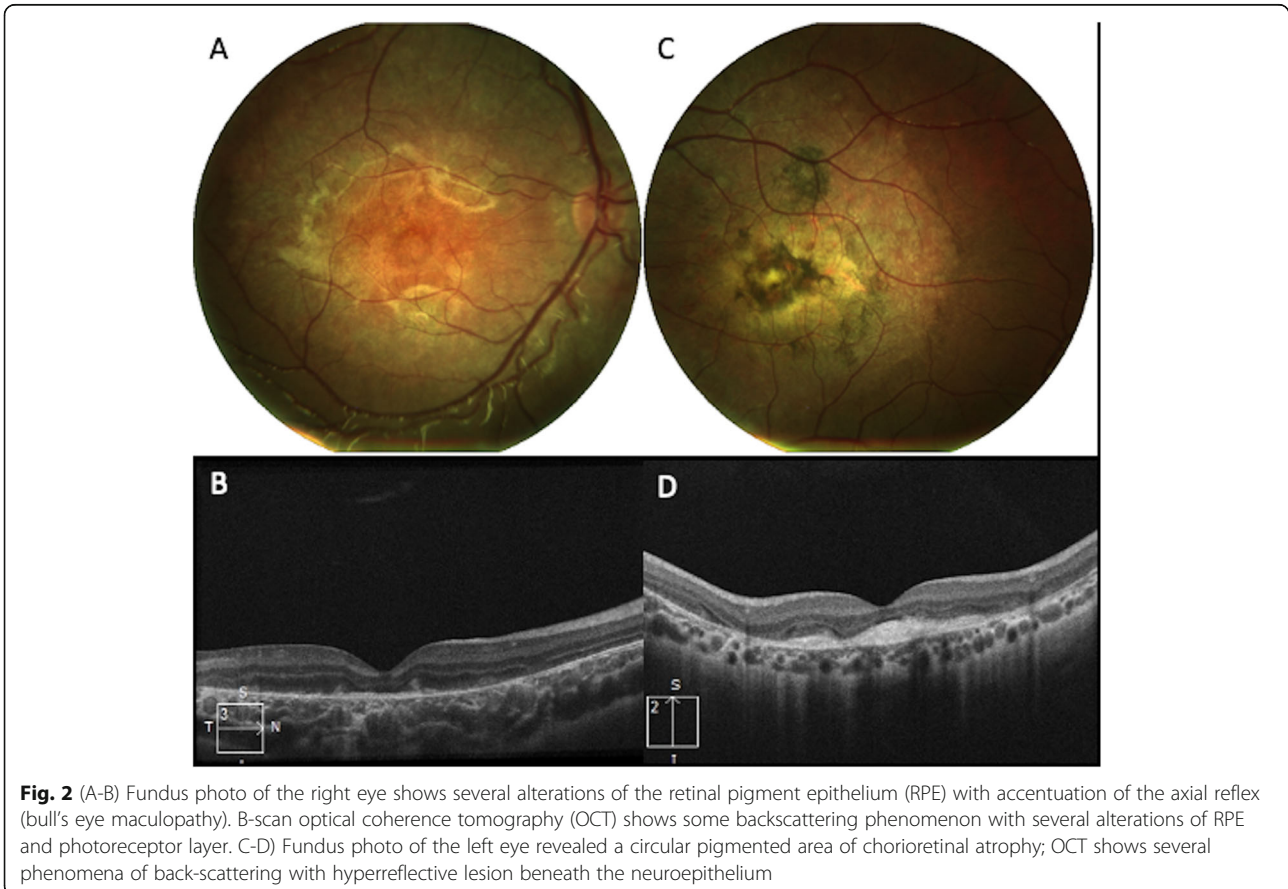 A
C
B
D
S
3
T
N
S
2
I
Fig. 2 (A-B) Fundus photo of the right eye shows several alterations of the retinal pigment epithelium (RPE) with accentuation of the axial reflex
(bull's eye maculopathy). B-scan optical coherence tomography (OCT) shows some backscattering phenomenon with several alterations of RPE
and photoreceptor layer. C-D) Fundus photo of the left eye revealed a circular pigmented area of chorioretinal atrophy; OCT shows several
phenomena of back-scattering with hyperreflective lesion beneath the neuroepithelium